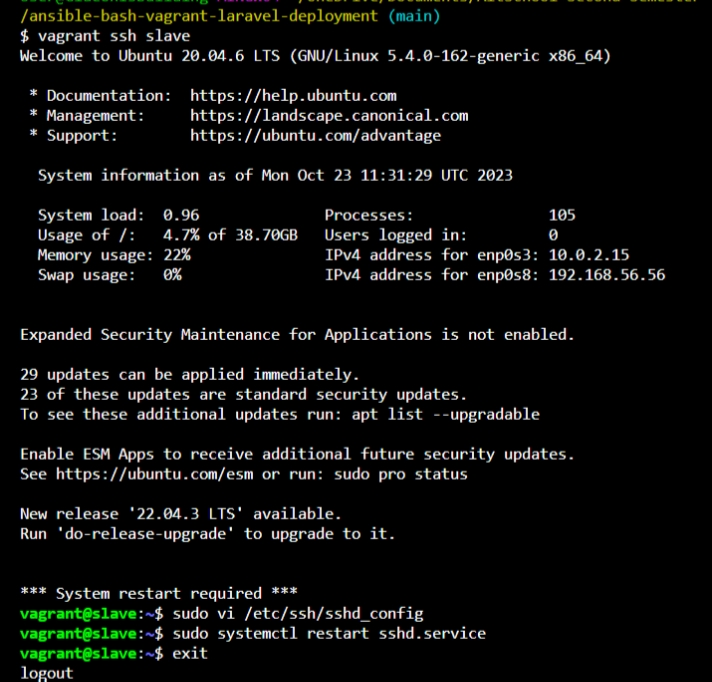 /ansible-bash-vagrant-laravel-deployment (main)
$ vagrant ssh slave
Welcome to Ubuntu 20.04.6 LTS (GNU/Linux 5.4.0-162-generic x86_64)
* Documentation: https://help.ubuntu.com
* Management: https://landscape.canonical.com
* Support: https://ubuntu.com/advantage
System information as of Mon Oct 23 11:31:29 UTC 2023
System load: 0.96 Processes: 105
Usage of /: 4.7% of 38.70GB Users logged in: 0
Memory usage: 22% IPv4 address for enp0s3: 10.0.2.15
Swap usage: 0% IPv4 address for enp0s8: 192.168.56.56
Expanded Security Maintenance for Applications is not enabled.
29 updates can be applied immediately.
23 of these updates are standard security updates.
To see these additional updates run: apt list --upgradable
Enable ESM Apps to receive additional future security updates.
See https://ubuntu.com/esm or run: sudo pro status
New release '22.04.3 LTS' available.
Run 'do-release-upgrade' to upgrade to it.
*** System restart required ***
vagrant@slave:~$ sudo vi /etc/ssh/sshd_config
vagrant@slave:~$ sudo systemctl restart sshd.service
vagrant@slave:~$ exit
logout